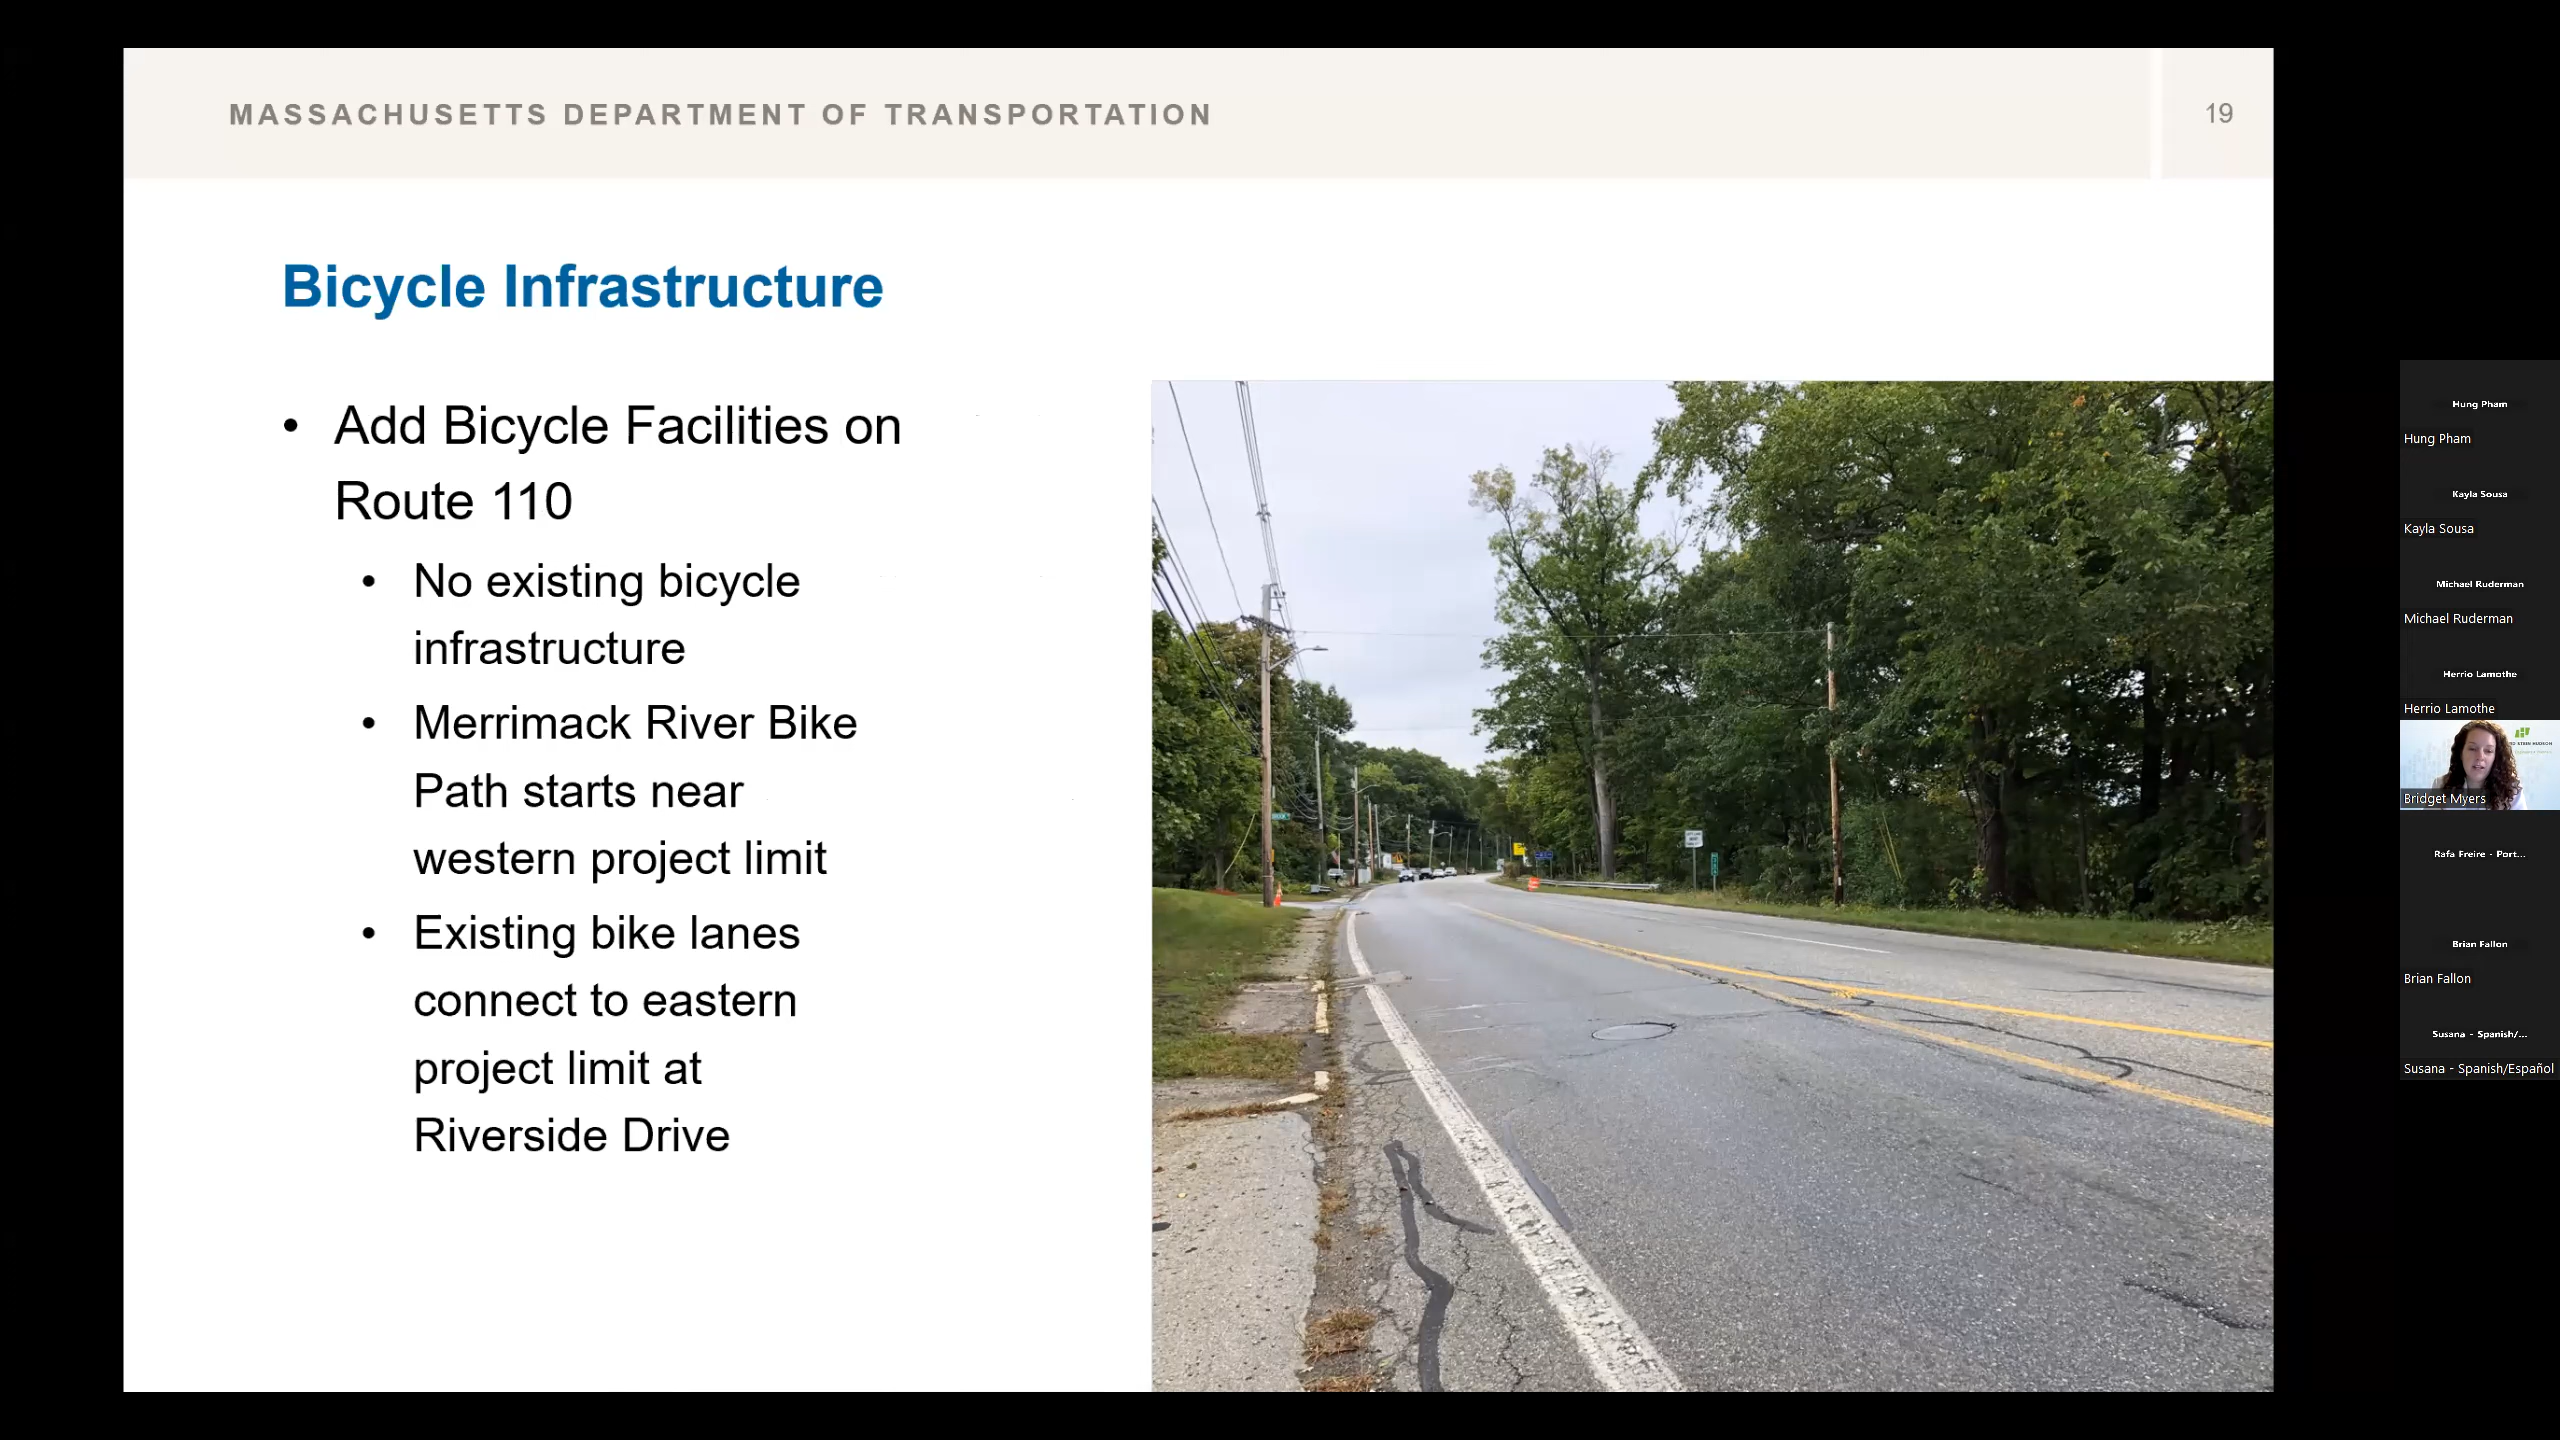 MASSACHUSETTS DEPARTMENT OF TRANSPORTATION
19
Bicycle Infrastructure
• Add Bicycle Facilities on
Route 110
• No existing bicycle
infrastructure
• Merrimack River Bike
Path starts near
western project limit
• Existing bike lanes
connect to eastern
project limit at
Riverside Drive
Hung Pham
Hung Pham
Kayla Sousa
Kayla Sousa
Michael Ruderman
Michael Ruderman
Herrio Lamothe
Herrio Lamothe
Bridget Myers
Rafa Freire - Port...
Brian Fallon
Brian Fallon
Susana - Spanish/...
Susana - Spanish/Español